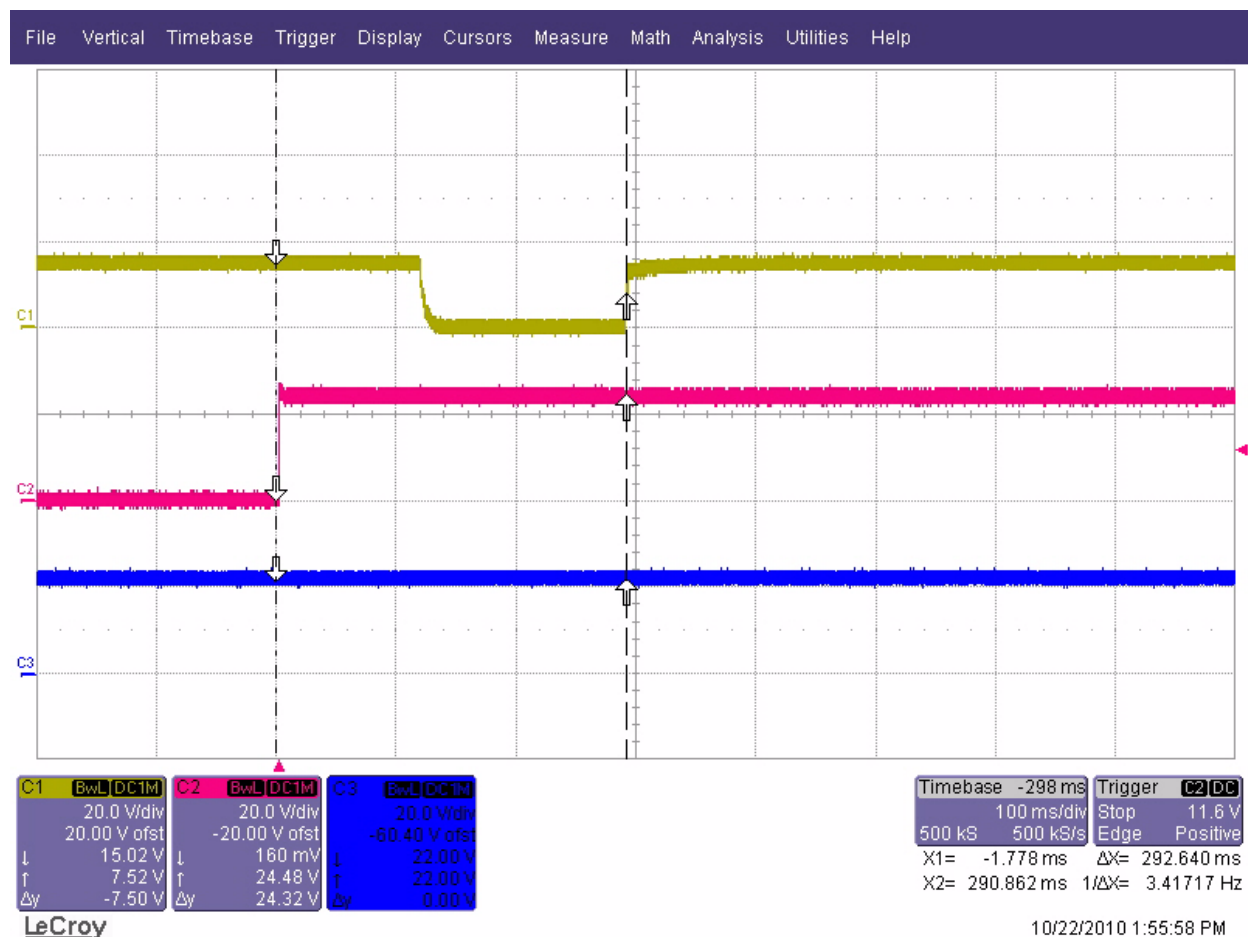 File Vertical Timebase Trigger Display Cursors Measure Math Analysis Utilities Help
C1
C2
C3
C1 BwL DC1M
20.0 V/div
20.00 V ofst
↓ 15.02 V
↑ 7.52 V
Δy -7.50 V
C2 BwL DC1M
20.0 V/div
-20.00 V ofst
↓ 160 mV
↑ 24.48 V
Δy 24.32 V
C3 BwL DC1M
20.0 V/div
-60.40 V ofst
↓ 22.00 V
↑ 22.00 V
Δy 0.00 V
Timebase -298 ms
100 ms/div
500 kS 500 kS/s
Trigger C2 DC
Stop 11.6 V
Edge Positive
X1= -1.778 ms ΔX= 292.640 ms
X2= 290.862 ms 1/ΔX= 3.41717 Hz
LeCroy
10/22/2010 1:55:58 PM